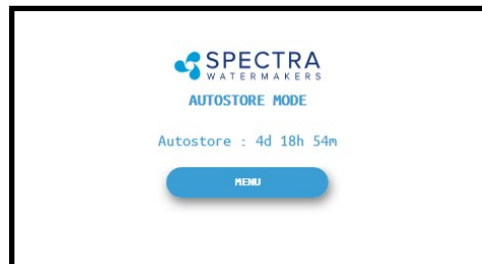 SPECTRA
WATERMAKERS
AUTOSTORE MODE
Autostore : 4d 18h 54m
MENU